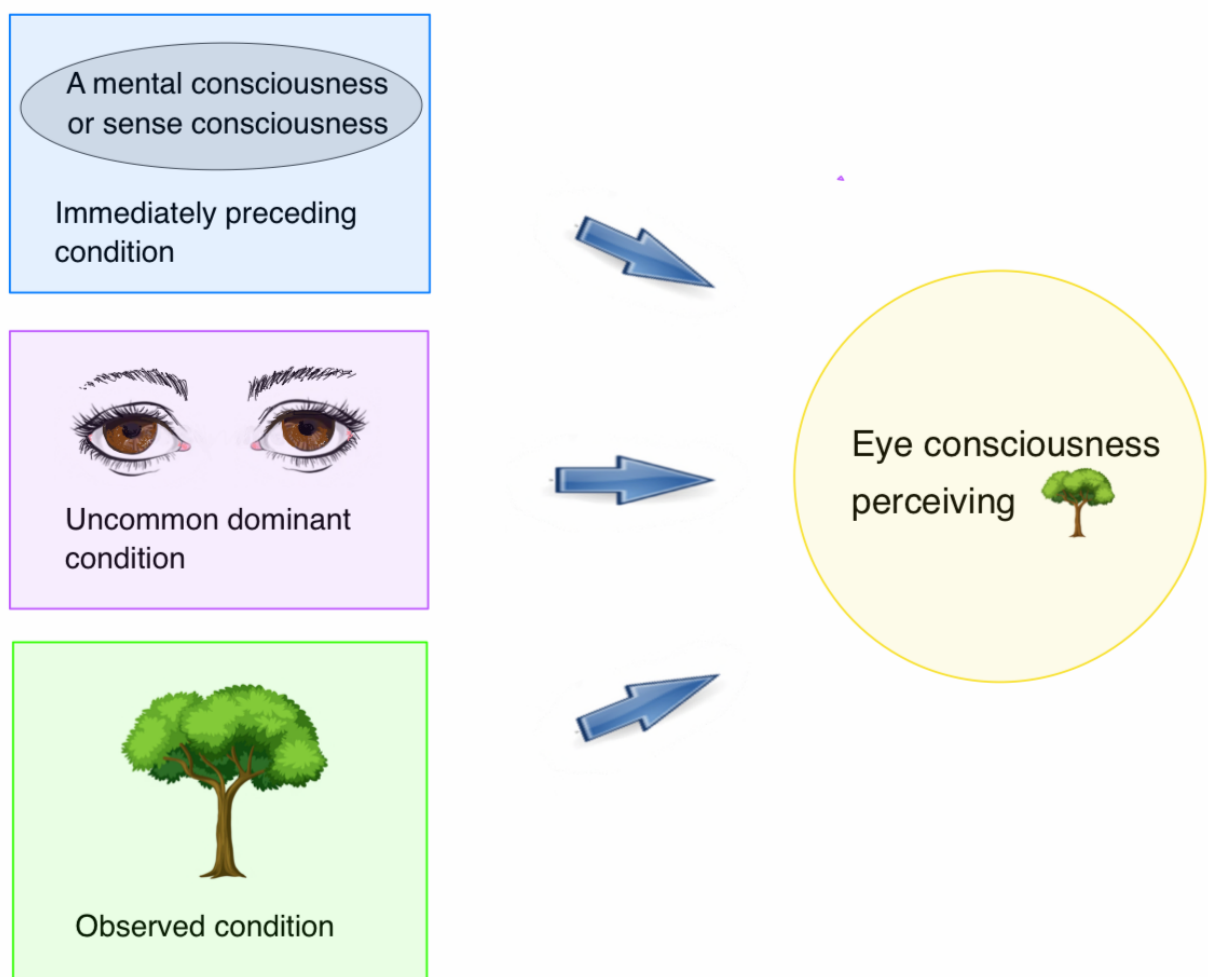 A mental consciousness
or sense consciousness
Immediately preceding
condition
Uncommon dominant
condition
Observed condition
Eye consciousness
perceiving